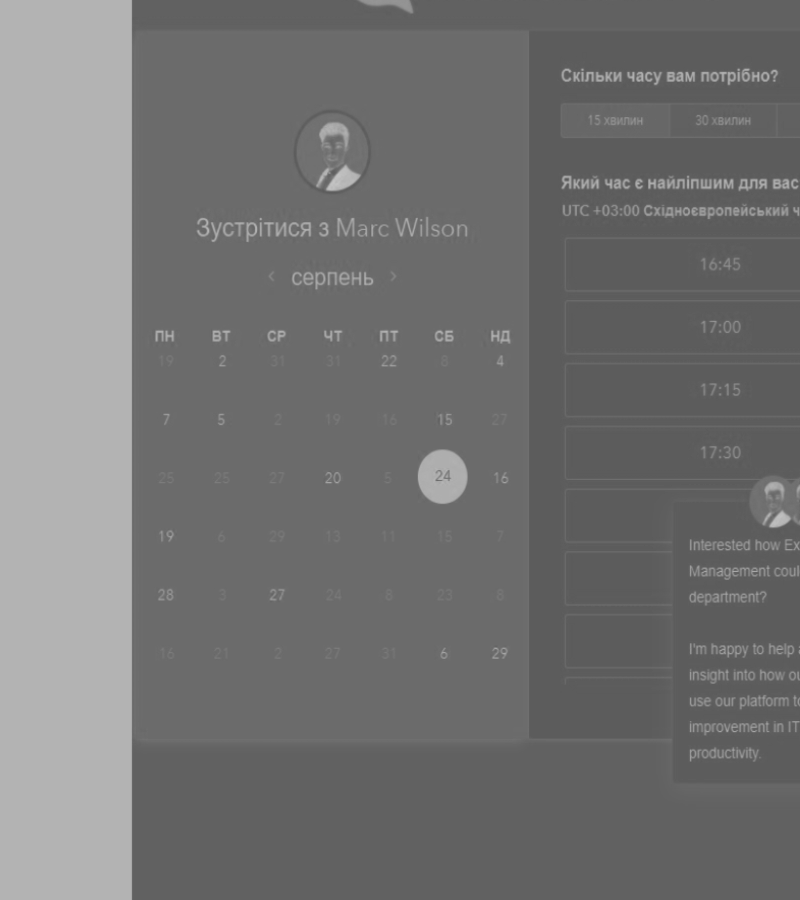 Зустрітися з Marc Wilson
серпень
ПН ВТ СР ЧТ ПТ СБ НД
19 2 31 31 22 8 4
7 5 2 19 16 15 27
25 25 27 20 5 24 16
19 6 29 13 11 15 7
28 3 27 24 8 23 8
16 21 2 27 31 6 29
Скільки часу вам потрібно?
15 хвилин 30 хвилин
Який час є найліпшим для вас
UTC +03:00 Східноєвропейський ч
16:45
17:00
17:15
17:30
Interested how Ex
Management coul
department?
I'm happy to help a
insight into how ou
use our platform to
improvement in IT
productivity.